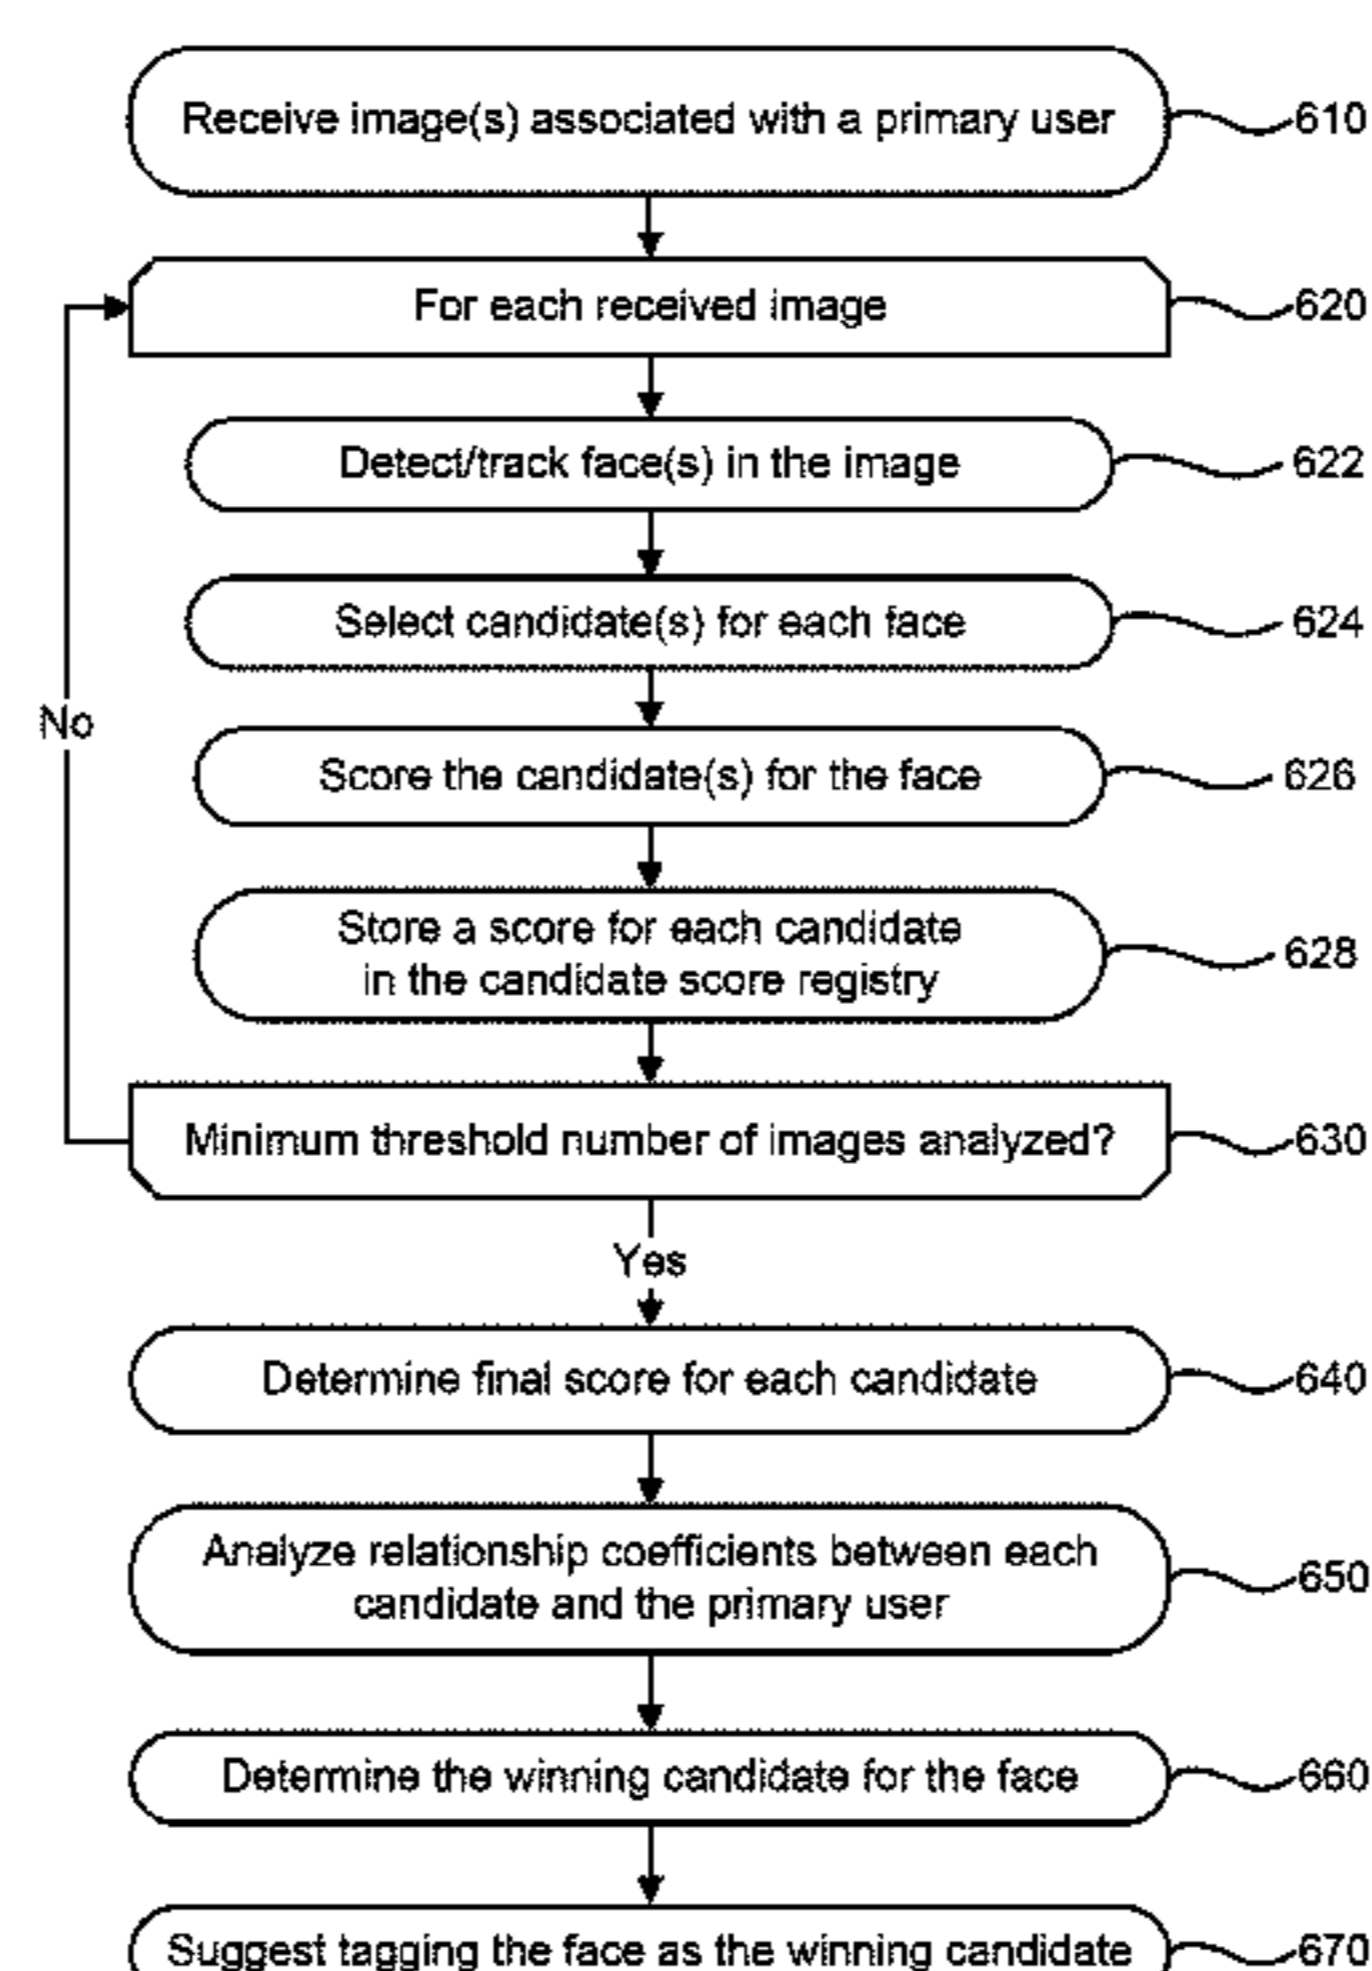 Receive image(s) associated with a primary user 610
For each received image 620
Detect/track face(s) in the image 622
Select candidate(s) for each face 624
No
Score the candidate(s) for the face 626
Store a score for each candidate
in the candidate score registry 628
Minimum threshold number of images analyzed? 630
Yes
Determine final score for each candidate 640
Analyze relationship coefficients between each
candidate and the primary user 650
Determine the winning candidate for the face 660
Suggest tagging the face as the winning candidate 670